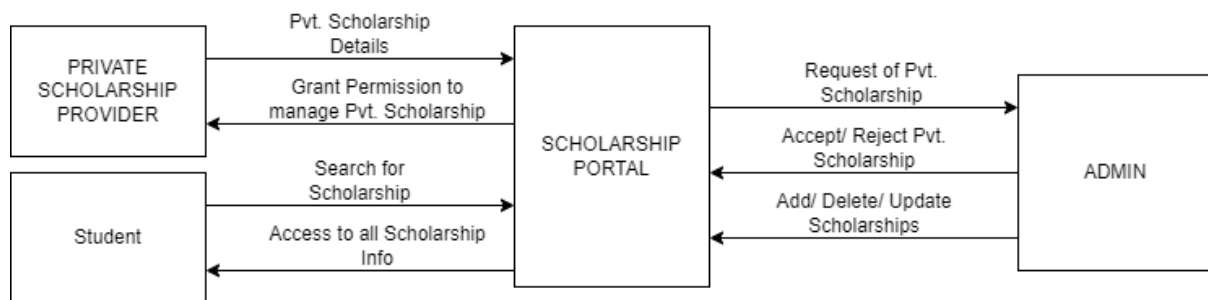 PRIVATE
SCHOLARSHIP
PROVIDER
Pvt. Scholarship
Details
Grant Permission to
manage Pvt. Scholarship
Student
Search for
Scholarship
Access to all Scholarship
Info
SCHOLARSHIP
PORTAL
Request of Pvt.
Scholarship
Accept/ Reject Pvt.
Scholarship
Add/ Delete/ Update
Scholarships
ADMIN